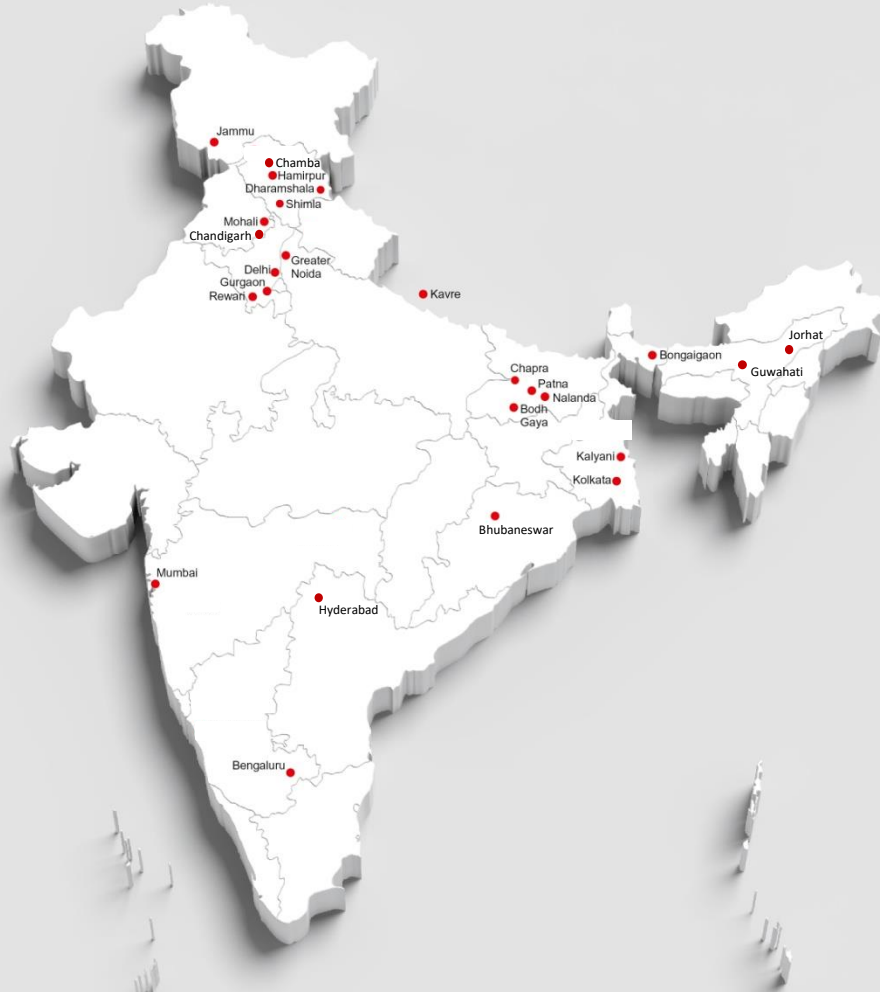 Jammu
Chamba
Hamirpur
Dharamshala
Shimla
Mohali
Chandigarh
Greater
Noida
Delhi
Gurgaon
Rewari
Kavre
Jorhat
Bongaigaon
Guwahati
Chapra
Patna
Nalanda
Bodh
Gaya
Kalyani
Kolkata
Bhubaneswar
Mumbai
Hyderabad
Bengaluru